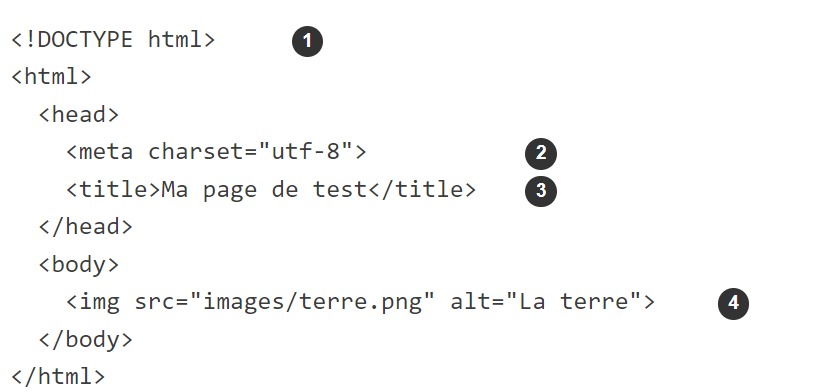 <!DOCTYPE html> 1
<html>
<head>
<meta charset="utf-8"> 2
<title>Ma page de test</title> 3
</head>
<body>
<img src="images/terre.png" alt="La terre"> 4
</body>
</html>